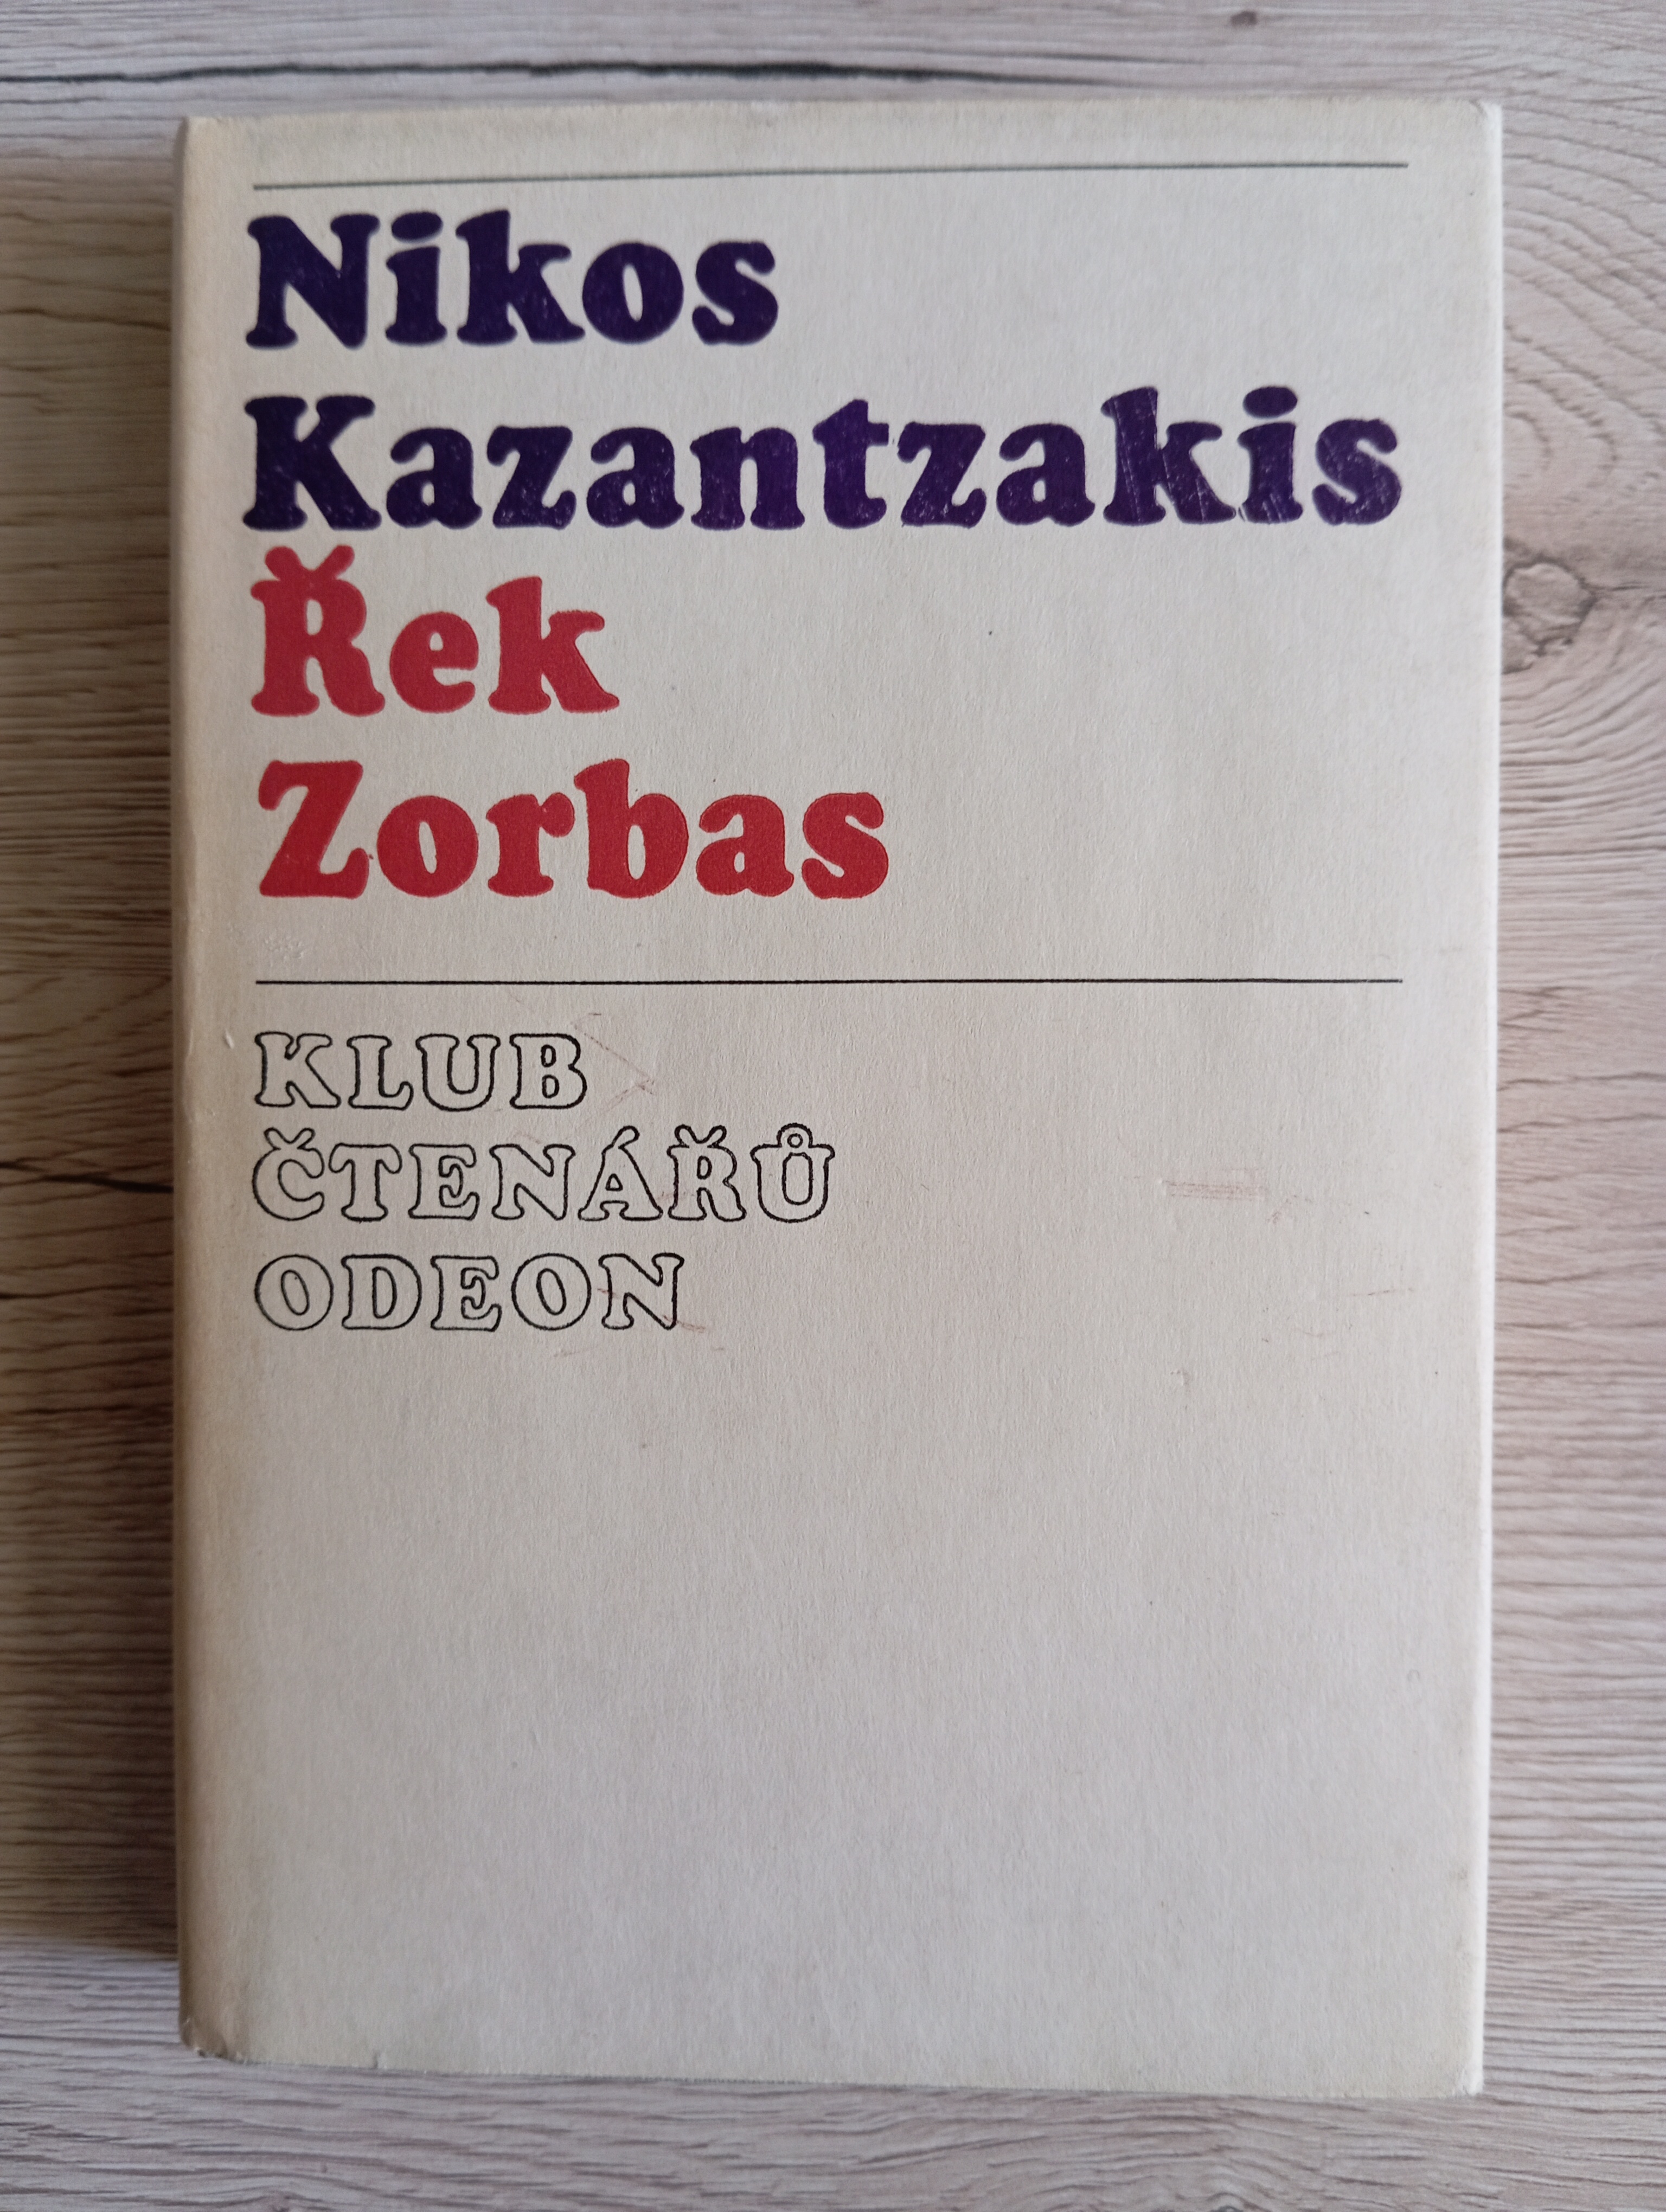 Nikos
Kazantzakis
Řek
Zorbas
KLUB
ČTENÁŘŮ
ODEON